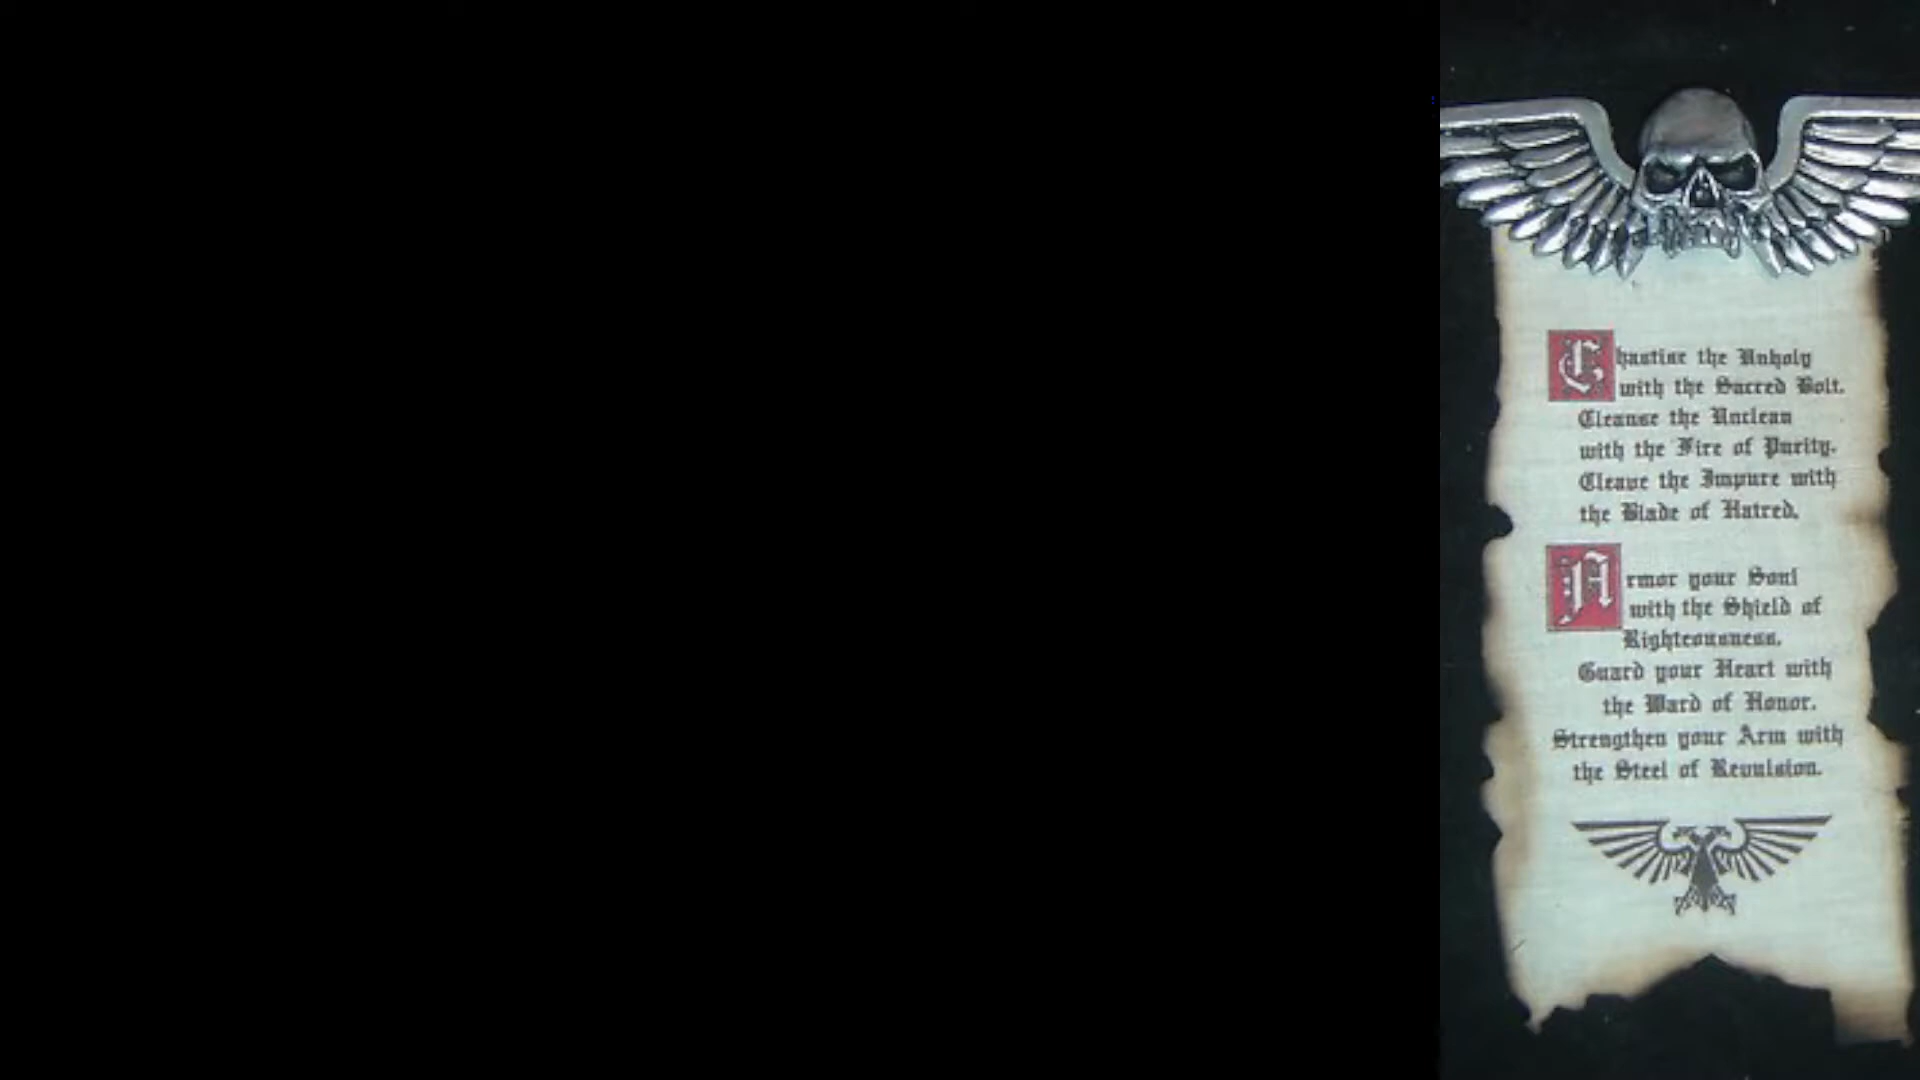 Chastise the Unholy
with the Sacred Bolt.
Cleanse the Unclean
with the Fire of Purity.
Cleave the Impure with
the Blade of Hatred.
Armor your Soul
with the Shield of
Righteousness.
Guard your Heart with
the Ward of Honor.
Strengthen your Arm with
the Steel of Revulsion.